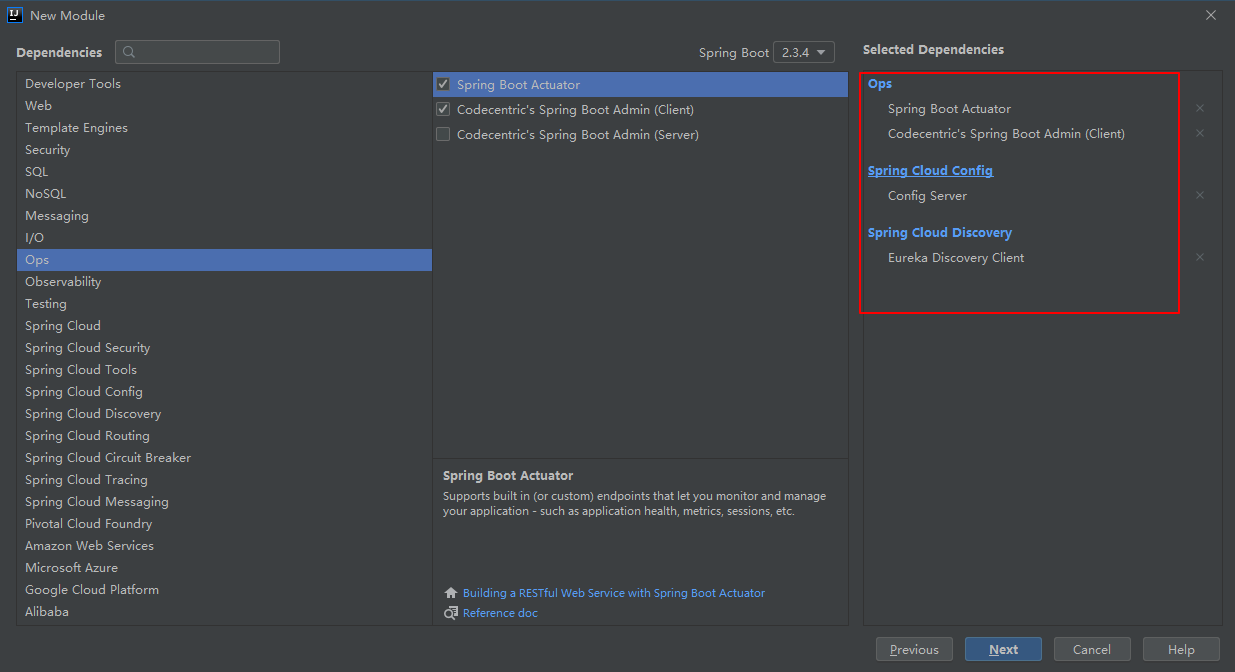 New Module
Dependencies
Spring Boot 2.3.4
Selected Dependencies
Developer Tools
Web
Template Engines
Security
SQL
NoSQL
Messaging
I/O
Ops
Observability
Testing
Spring Cloud
Spring Cloud Security
Spring Cloud Tools
Spring Cloud Config
Spring Cloud Discovery
Spring Cloud Routing
Spring Cloud Circuit Breaker
Spring Cloud Tracing
Spring Cloud Messaging
Pivotal Cloud Foundry
Amazon Web Services
Microsoft Azure
Google Cloud Platform
Alibaba
Spring Boot Actuator
Codecentric's Spring Boot Admin (Client)
Codecentric's Spring Boot Admin (Server)
Spring Boot Actuator
Supports built in (or custom) endpoints that let you monitor and manage
your application - such as application health, metrics, sessions, etc.
Building a RESTful Web Service with Spring Boot Actuator
Reference doc
Ops
Spring Boot Actuator
Codecentric's Spring Boot Admin (Client)
Spring Cloud Config
Config Server
Spring Cloud Discovery
Eureka Discovery Client
Previous
Next
Cancel
Help